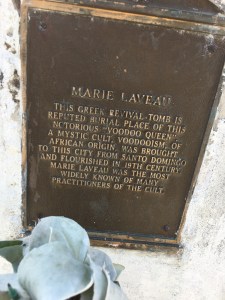 MARIE LAVEAU
THIS GREEK REVIVAL TOMB IS
REPUTED BURIAL PLACE OF THIS
NOTORIOUS "VOODOO QUEEN".
A MYSTIC CULT, VOODOOISM, OF
AFRICAN ORIGIN, WAS BROUGHT
TO THIS CITY FROM SANTO DOMINGO
AND FLOURISHED IN 19TH CENTURY.
MARIE LAVEAU WAS THE MOST
WIDELY KNOWN OF MANY
PRACTITIONERS OF THE CULT.